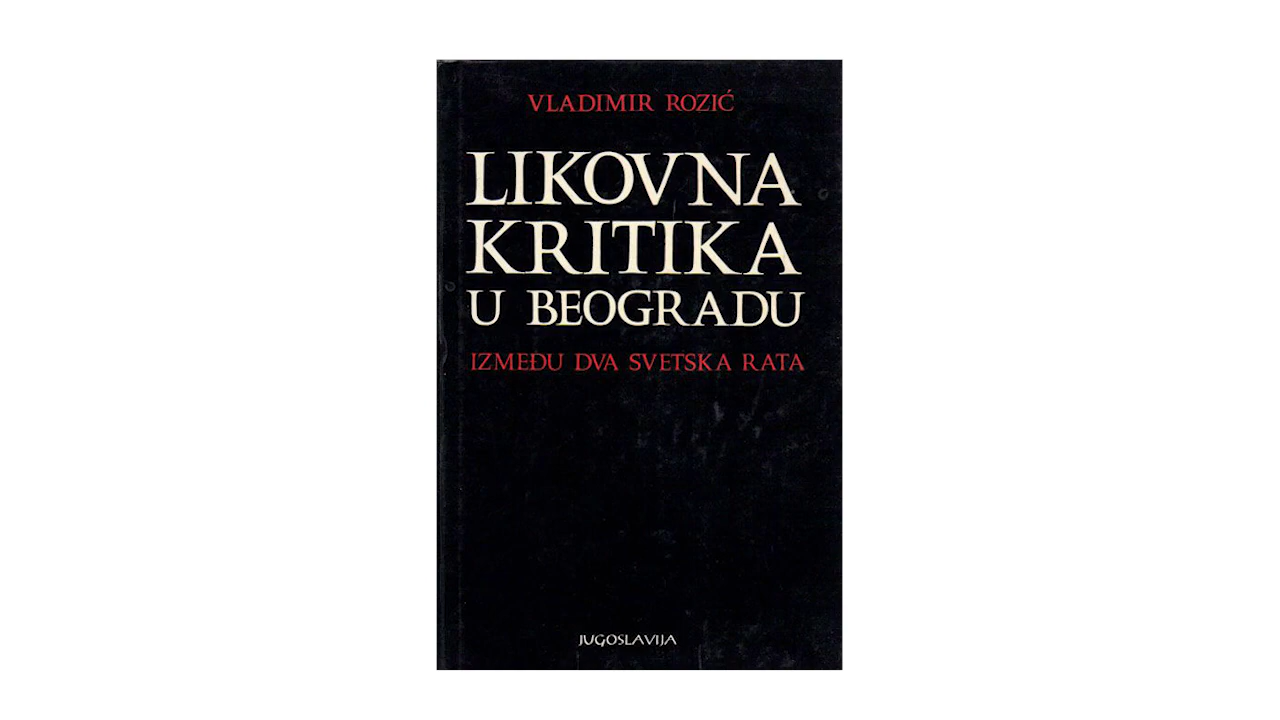 VLADIMIR ROZIĆ
LIKOVNA
KRITIKA
U BEOGRADU
IZMEĐU DVA SVETSKA RATA
JUGOSLAVIJA